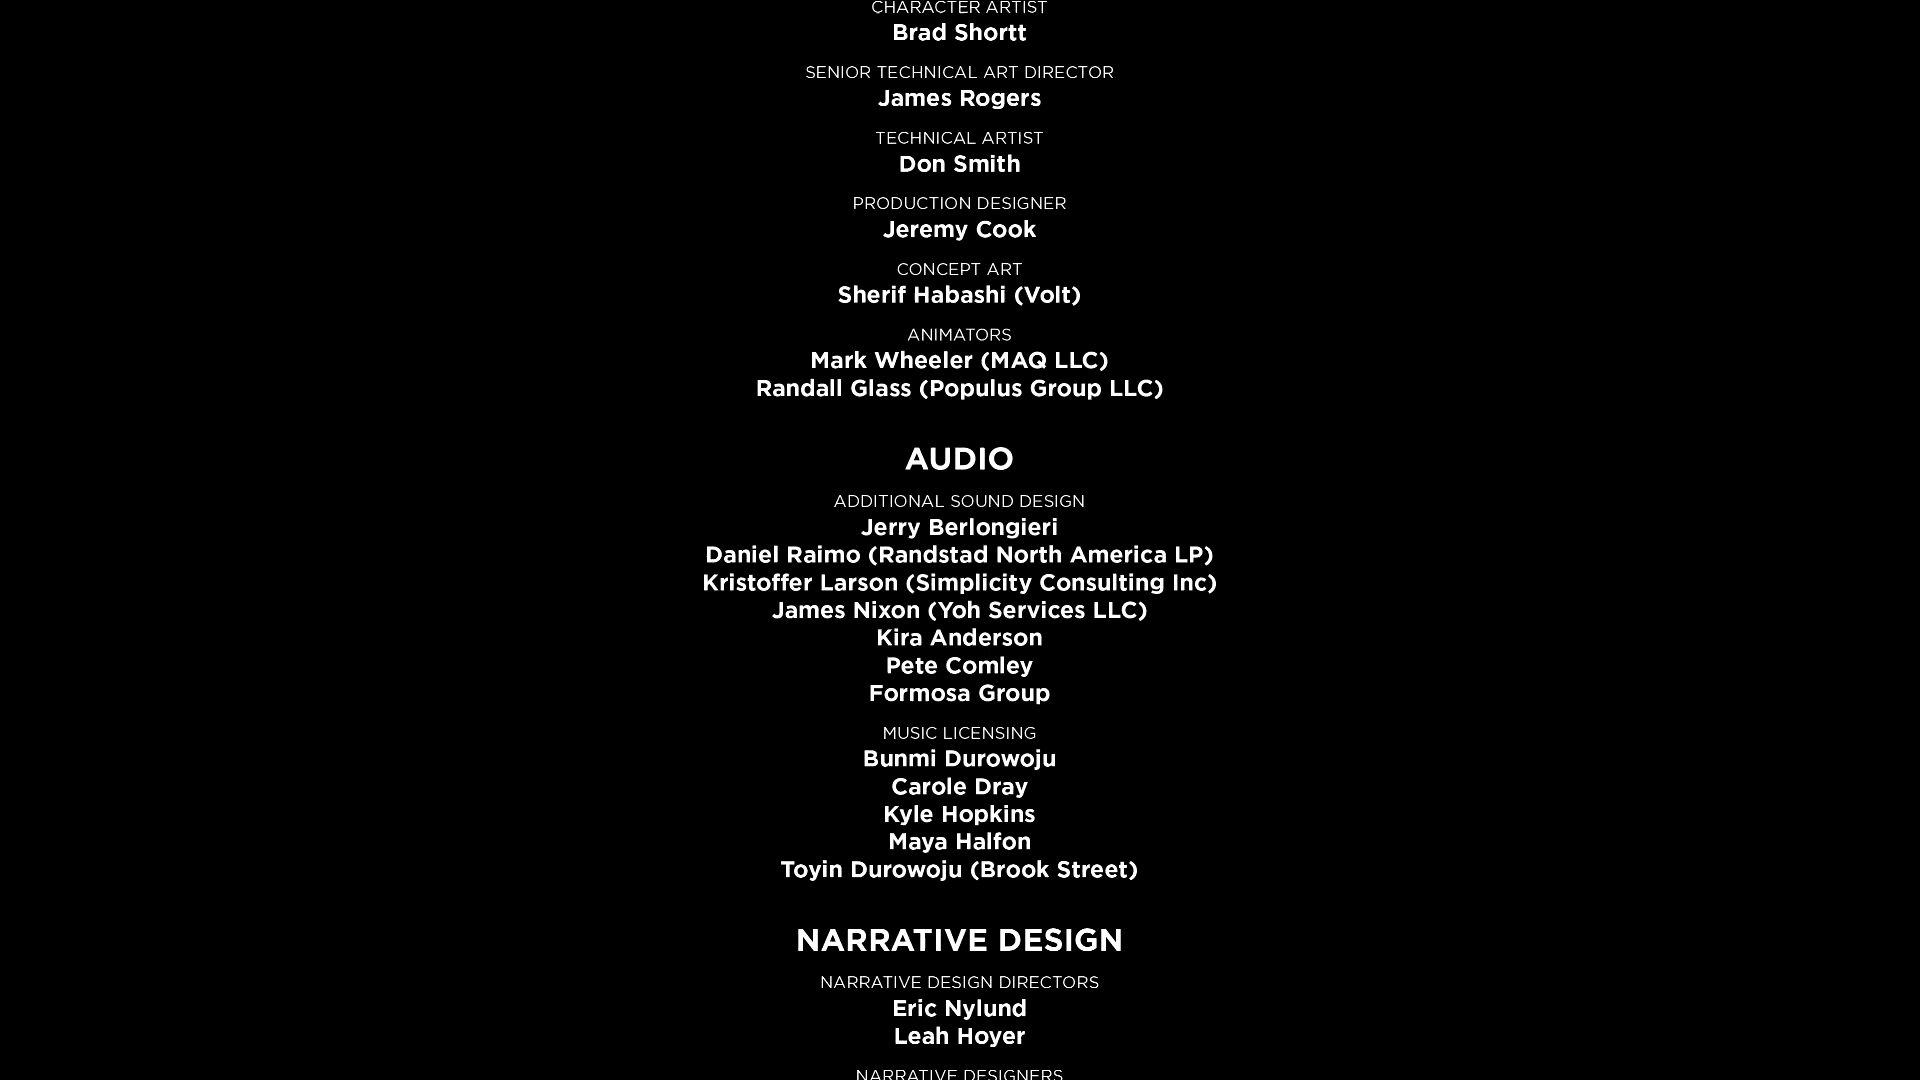 CHARACTER ARTIST
Brad Shortt
SENIOR TECHNICAL ART DIRECTOR
James Rogers
TECHNICAL ARTIST
Don Smith
PRODUCTION DESIGNER
Jeremy Cook
CONCEPT ART
Sherif Habashi (Volt)
ANIMATORS
Mark Wheeler (MAQ LLC)
Randall Glass (Populus Group LLC)
AUDIO
ADDITIONAL SOUND DESIGN
Jerry Berlongieri
Daniel Raimo (Randstad North America LP)
Kristoffer Larson (Simplicity Consulting Inc)
James Nixon (Yoh Services LLC)
Kira Anderson
Pete Comley
Formosa Group
MUSIC LICENSING
Bunmi Durowoju
Carole Dray
Kyle Hopkins
Maya Halfon
Toyin Durowoju (Brook Street)
NARRATIVE DESIGN
NARRATIVE DESIGN DIRECTORS
Eric Nylund
Leah Hoyer
NARRATIVE DESIGNERS